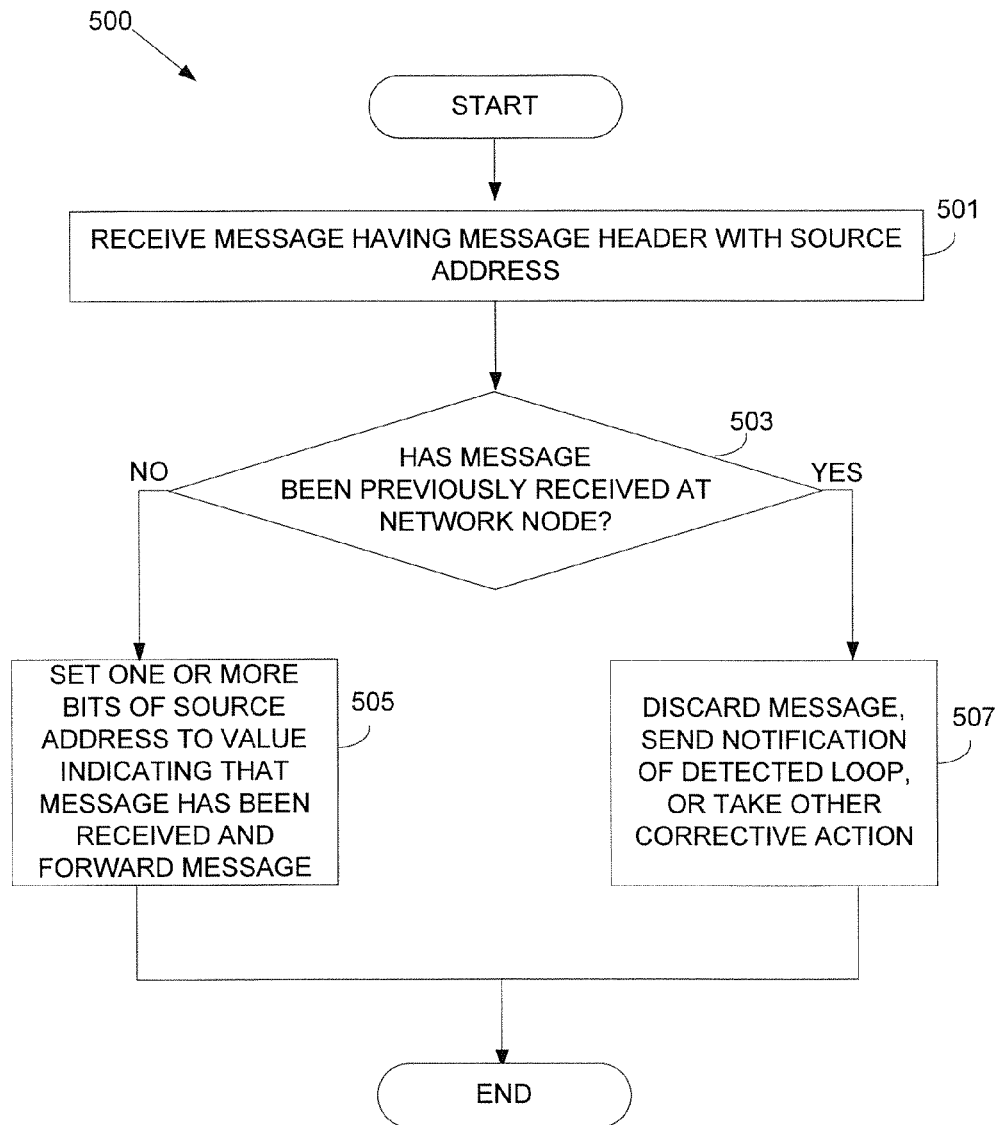 500
START
501
RECEIVE MESSAGE HAVING MESSAGE HEADER WITH SOURCE
ADDRESS
503
HAS MESSAGE
BEEN PREVIOUSLY RECEIVED AT
NETWORK NODE?
NO
YES
SET ONE OR MORE
BITS OF SOURCE
ADDRESS TO VALUE
INDICATING THAT
MESSAGE HAS BEEN
RECEIVED AND
FORWARD MESSAGE
505
DISCARD MESSAGE,
SEND NOTIFICATION
OF DETECTED LOOP,
OR TAKE OTHER
CORRECTIVE ACTION
507
END